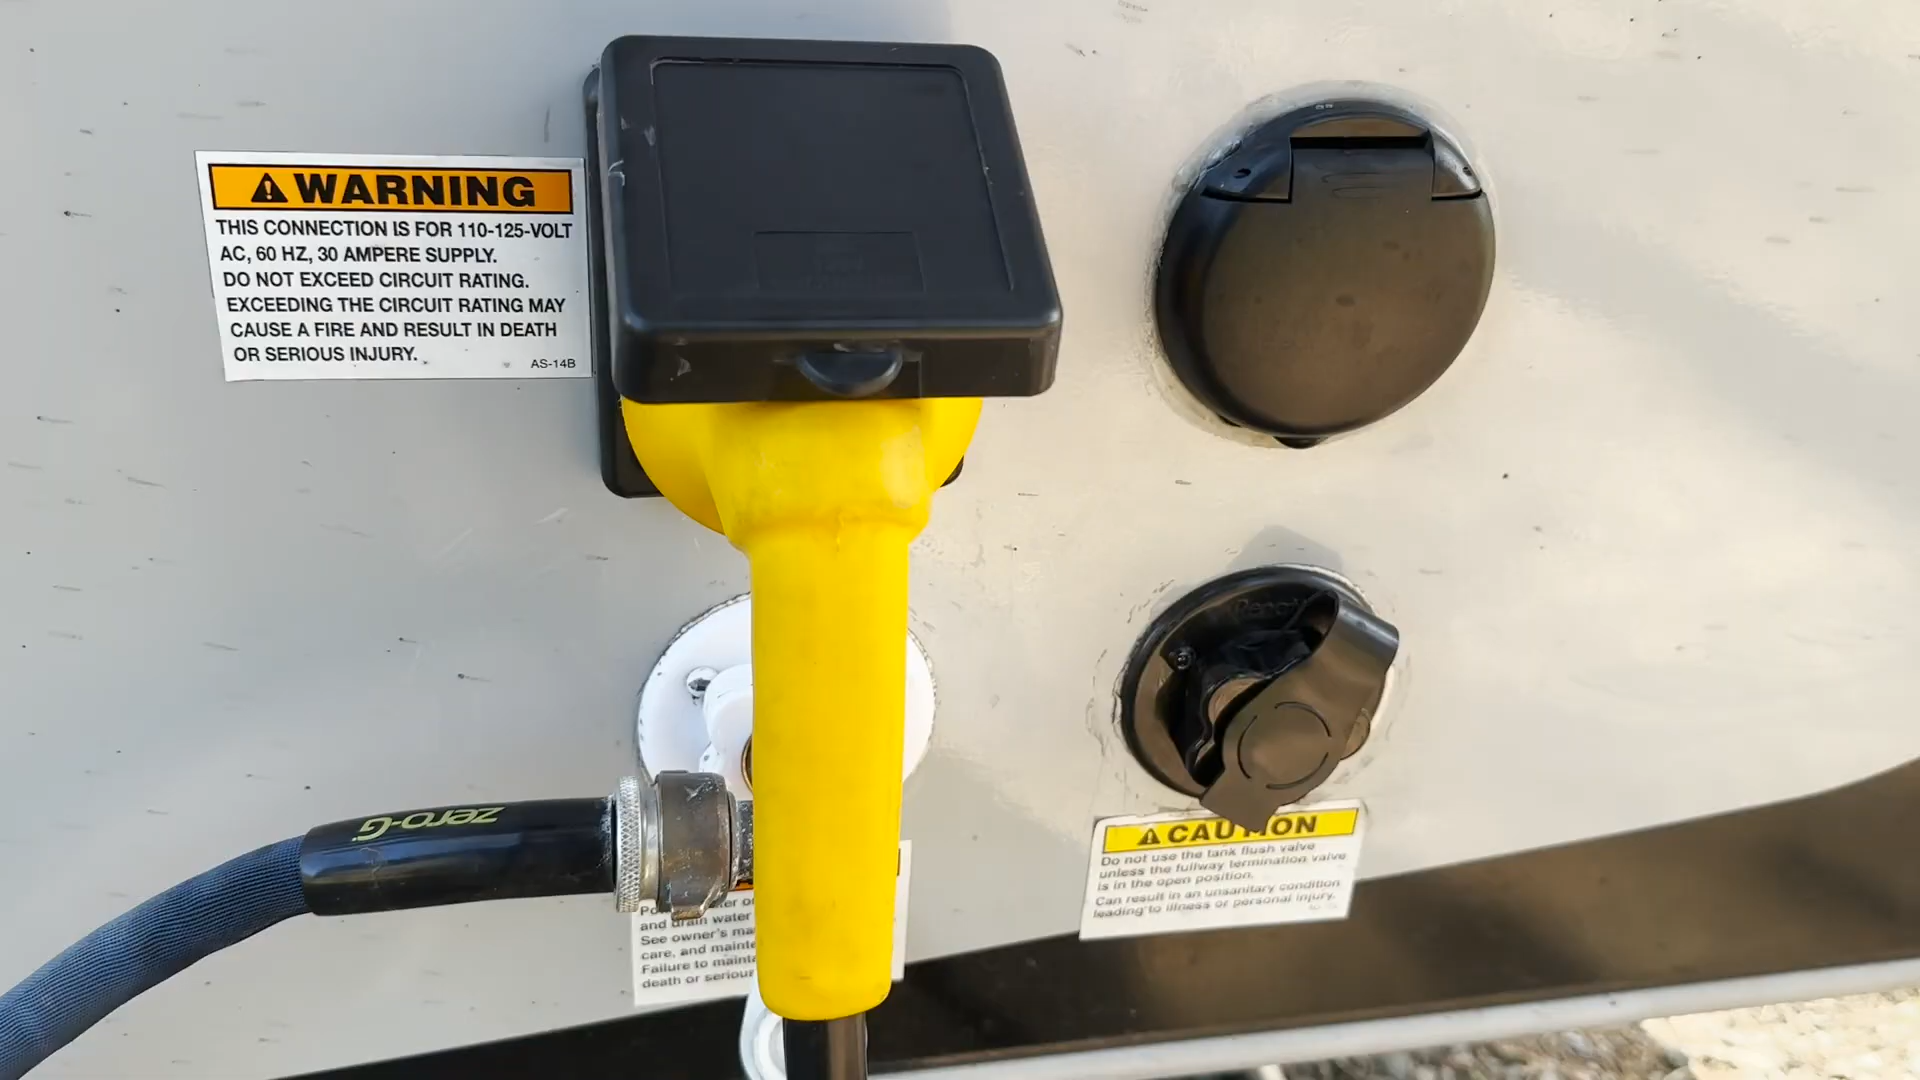 WARNING
THIS CONNECTION IS FOR 110-125-VOLT
AC, 60 HZ, 30 AMPERE SUPPLY.
DO NOT EXCEED CIRCUIT RATING.
EXCEEDING THE CIRCUIT RATING MAY
CAUSE A FIRE AND RESULT IN DEATH
OR SERIOUS INJURY.
AS-14B
zero-G
CAUTION
Do not use the tank flush valve
unless the fullway termination valve
is in the open position.
Can result in an unsanitary condition
leading to illness or personal injury.
and drain water
See owner's
care, and
Failure to
death or